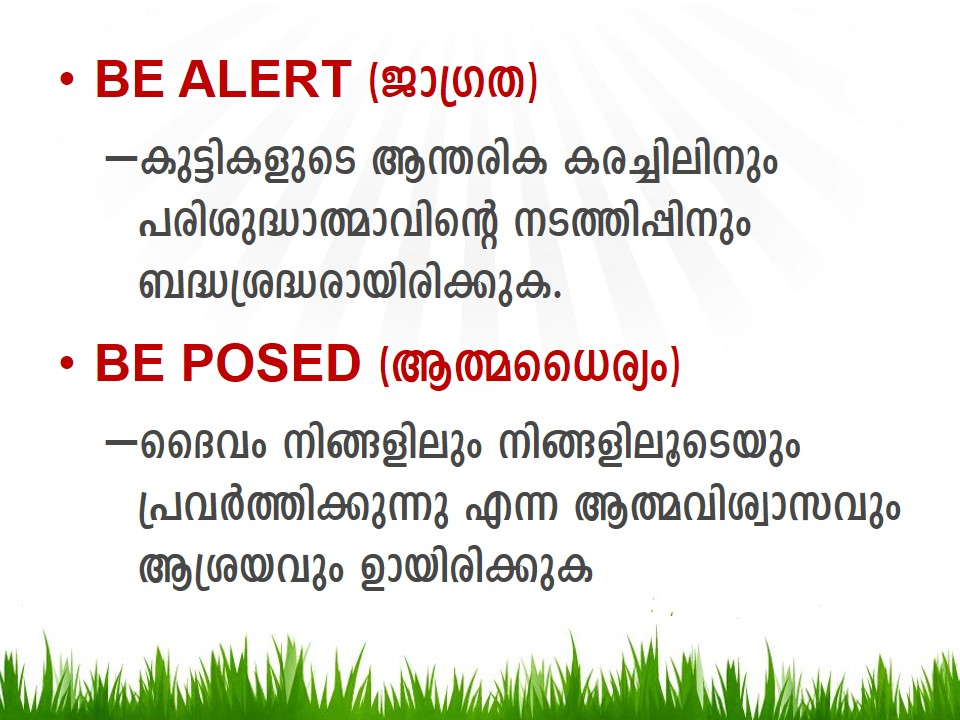 • BE ALERT (ജാഗ്രത)
–കുട്ടികളുടെ ആന്തരിക കരച്ചിലിനും
പരിശുദ്ധാത്മാവിന്റെ നടത്തിപ്പിനും
ബദ്ധശ്രദ്ധരായിരിക്കുക.
• BE POSED (ആത്മധൈര്യം)
–ദൈവം നിങ്ങളിലും നിങ്ങളിലൂടെയും
പ്രവർത്തിക്കുന്നു എന്ന ആത്മവിശ്വാസവും
ആശ്രയവും ഉായിരിക്കുക